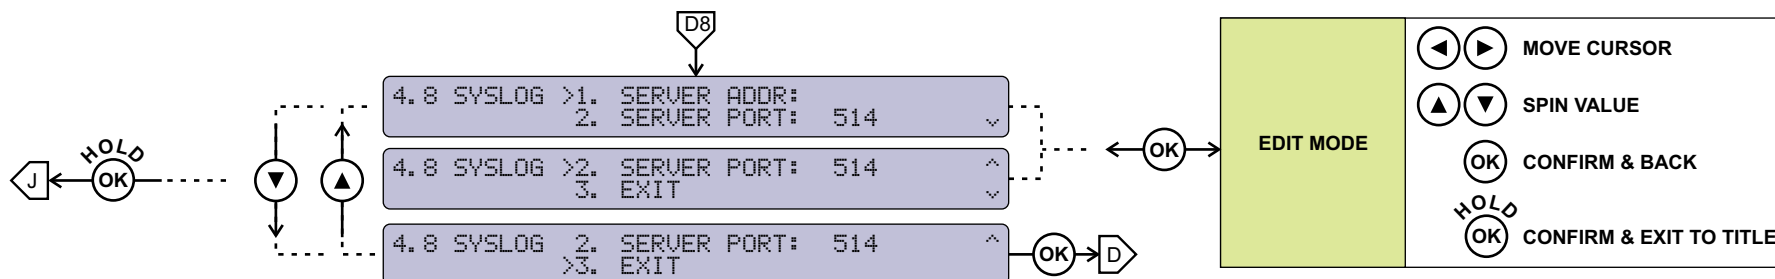 D8
4.8 SYSLOG >1. SERVER ADDR:
2. SERVER PORT: 514
4.8 SYSLOG >2. SERVER PORT: 514 ^
3. EXIT
4.8 SYSLOG 2. SERVER PORT: 514 ^
>3. EXIT
HOLD
OK
J
OK
D
OK
EDIT MODE
MOVE CURSOR
SPIN VALUE
OK CONFIRM & BACK
HOLD
OK CONFIRM & EXIT TO TITLE